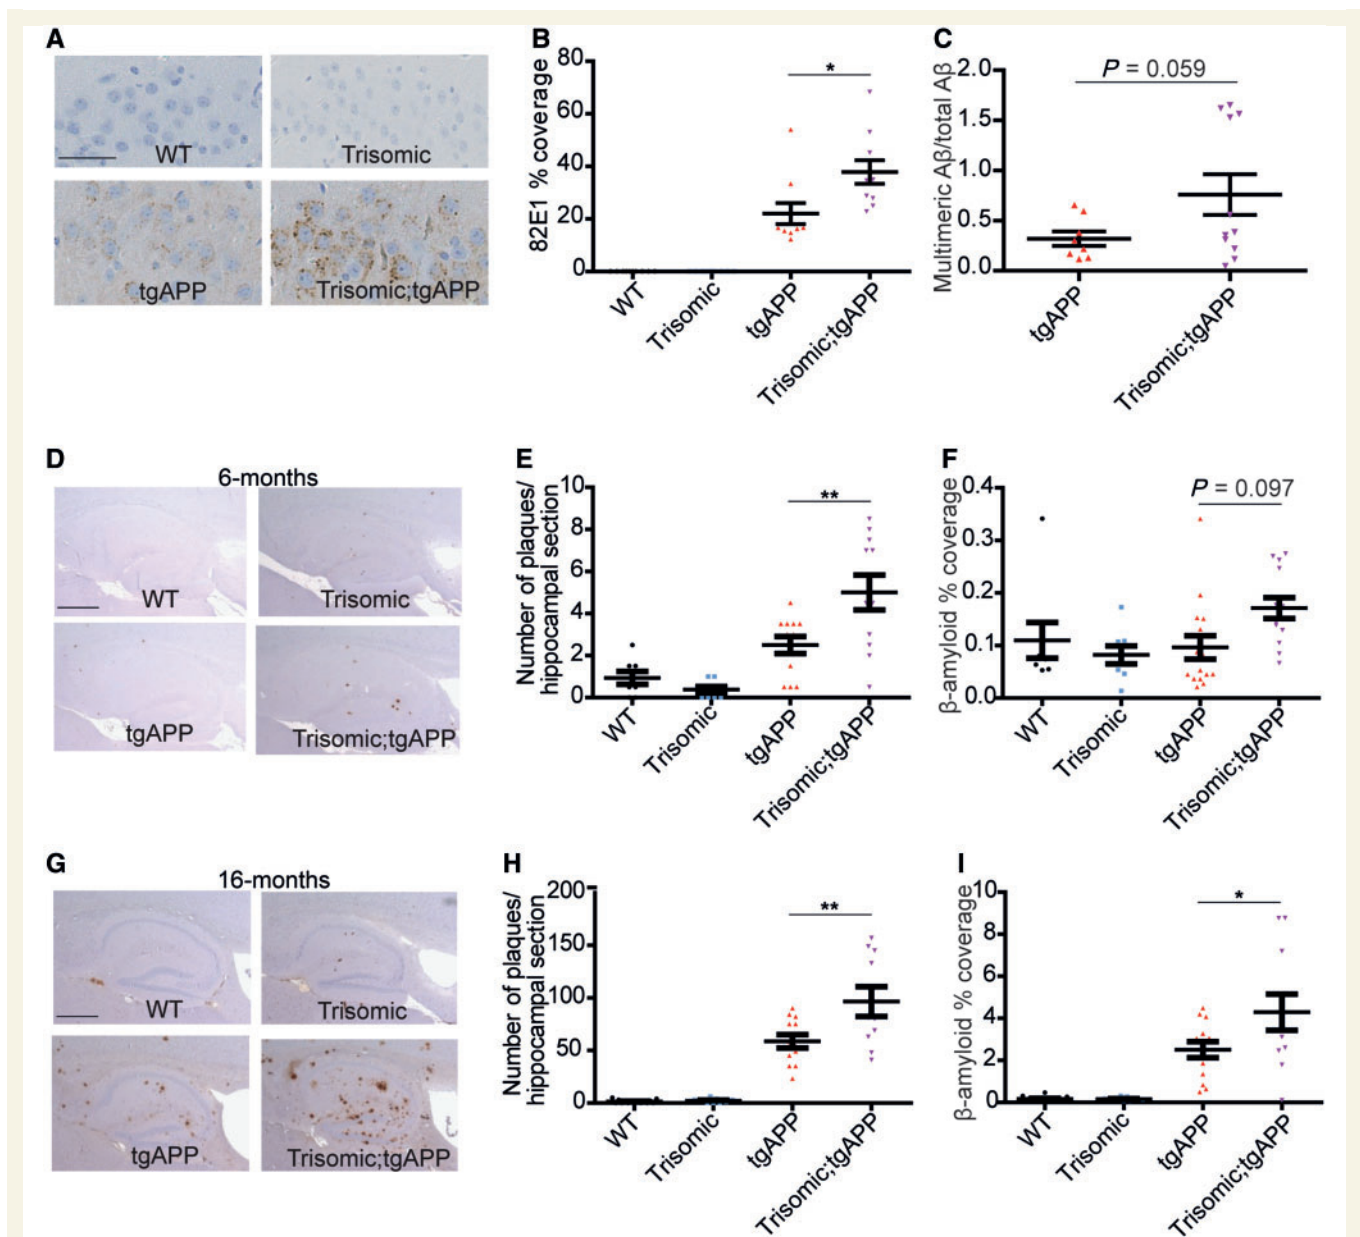 A
WT
Trisomic
tgAPP
Trisomic;tgAPP
B
82E1 % coverage
80
60
40
20
0
*
WT
Trisomic
tgAPP
Trisomic;tgAPP
C
Multimeric Aβ/total Aβ
P = 0.059
2.0
1.5
1.0
0.5
0.0
tgAPP
Trisomic;tgAPP
D
6-months
WT
Trisomic
tgAPP
Trisomic;tgAPP
E
Number of plaques/
hippocampal section
10
8
6
4
2
0
**
WT
Trisomic
tgAPP
Trisomic;tgAPP
F
β-amyloid % coverage
P = 0.097
0.4
0.3
0.2
0.1
0.0
WT
Trisomic
tgAPP
Trisomic;tgAPP
G
16-months
WT
Trisomic
tgAPP
Trisomic;tgAPP
H
Number of plaques/
hippocampal section
200
150
100
50
0
**
WT
Trisomic
tgAPP
Trisomic;tgAPP
I
β-amyloid % coverage
10
8
6
4
2
0
*
WT
Trisomic
tgAPP
Trisomic;tgAPP